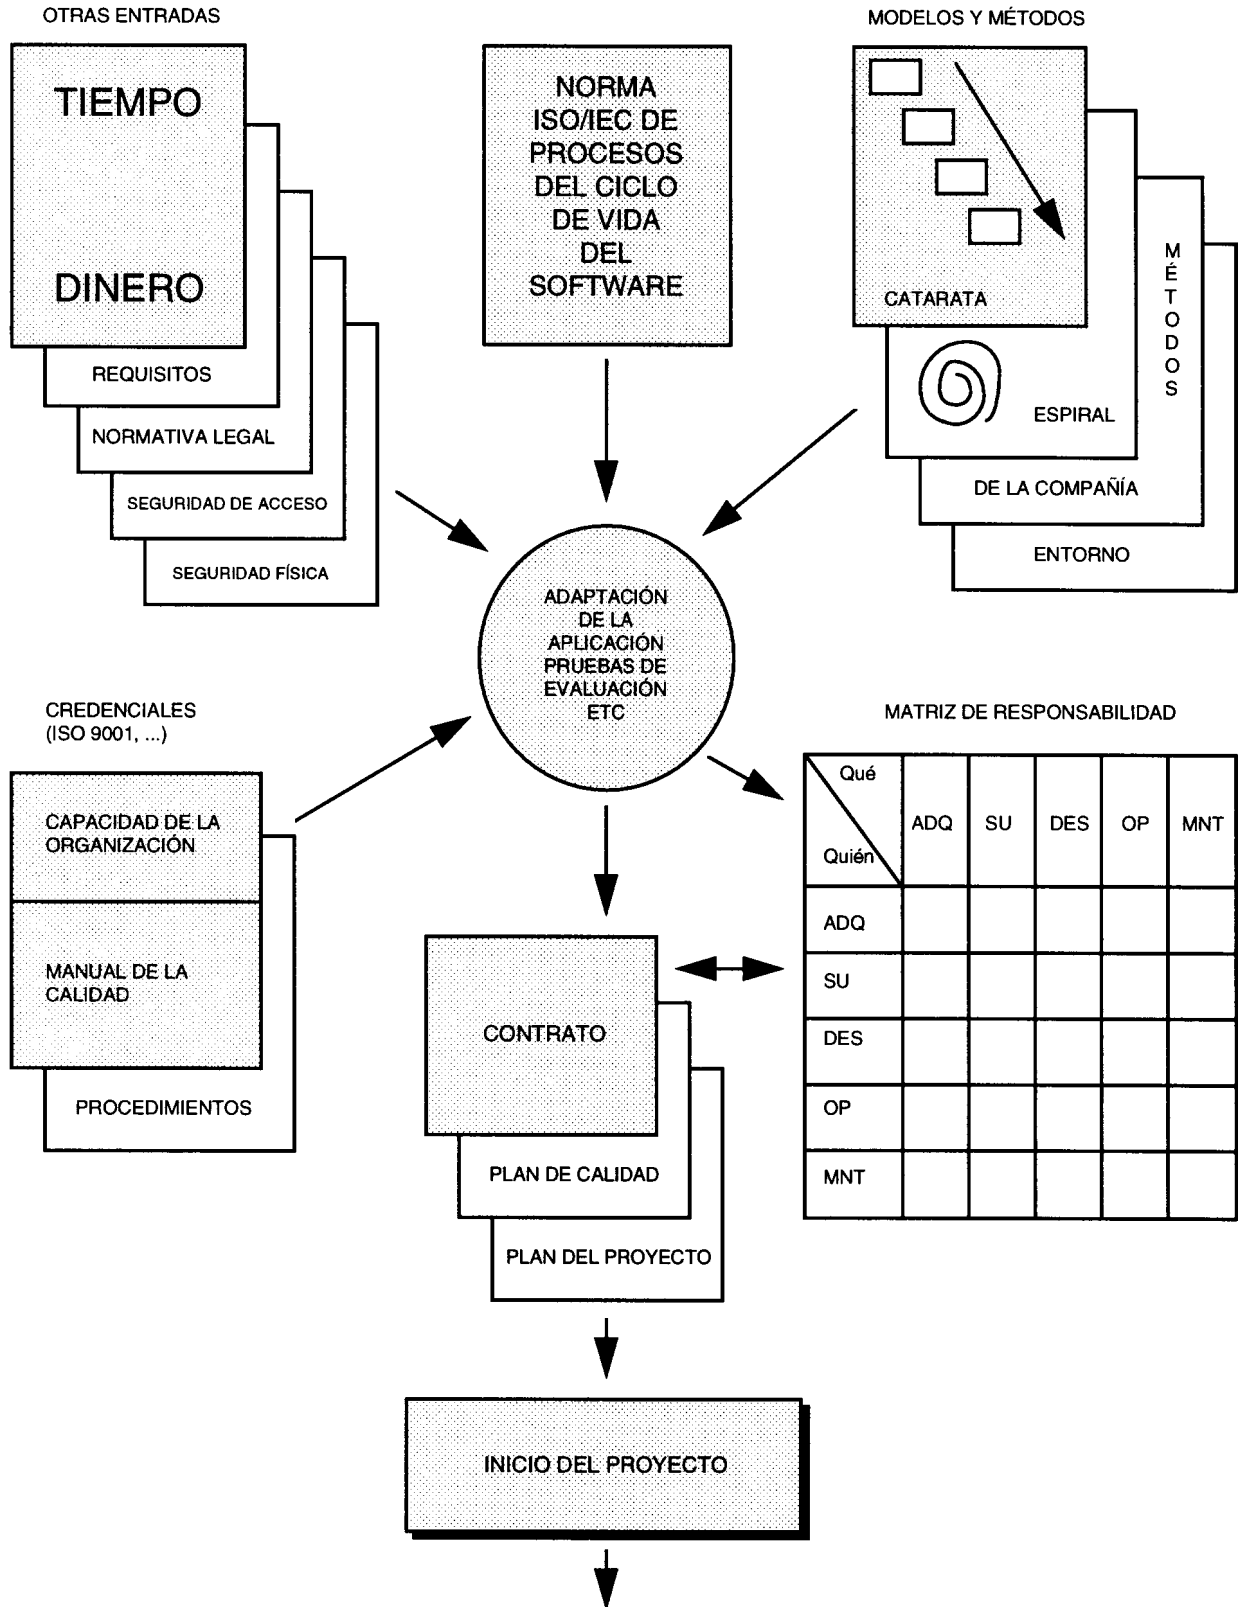 OTRAS ENTRADAS
TIEMPO
DINERO
REQUISITOS
NORMATIVA LEGAL
SEGURIDAD DE ACCESO
SEGURIDAD FÍSICA
NORMA
ISO/IEC DE
PROCESOS
DEL CICLO
DE VIDA
DEL
SOFTWARE
MODELOS Y MÉTODOS
CATARATA
ESPIRAL
MÉTODOS
DE LA COMPAÑÍA
ENTORNO
ADAPTACIÓN
DE LA
APLICACIÓN
PRUEBAS DE
EVALUACIÓN
ETC
CREDENCIALES
(ISO 9001, ...)
CAPACIDAD DE LA
ORGANIZACIÓN
MANUAL DE LA
CALIDAD
PROCEDIMIENTOS
CONTRATO
PLAN DE CALIDAD
PLAN DEL PROYECTO
MATRIZ DE RESPONSABILIDAD
Qué
Quién
ADQ SU DES OP MNT
ADQ
SU
DES
OP
MNT
INICIO DEL PROYECTO